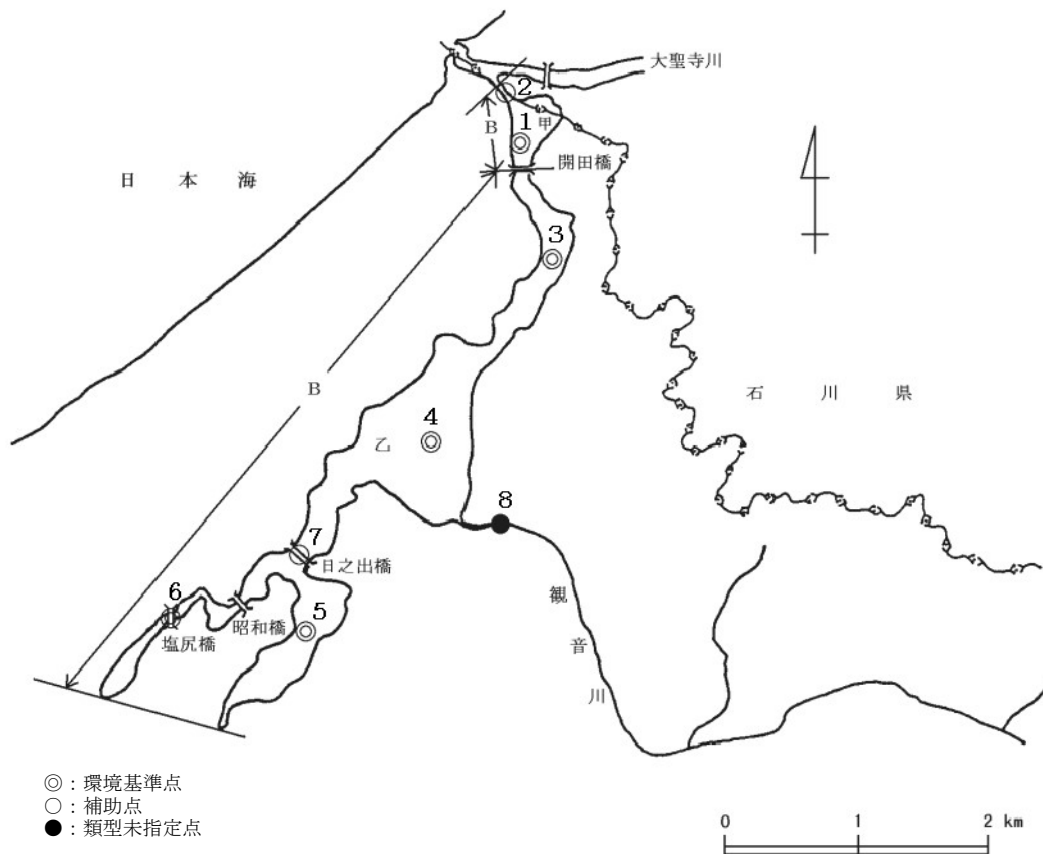 大聖寺川
2
1
甲
B
開田橋
日本海
3
石川県
B
4
乙
8
7
日之出橋
6
昭和橋
5
塩尻橋
観音川
◎:環境基準点
○:補助点
●:類型未指定点
0 1 2 km